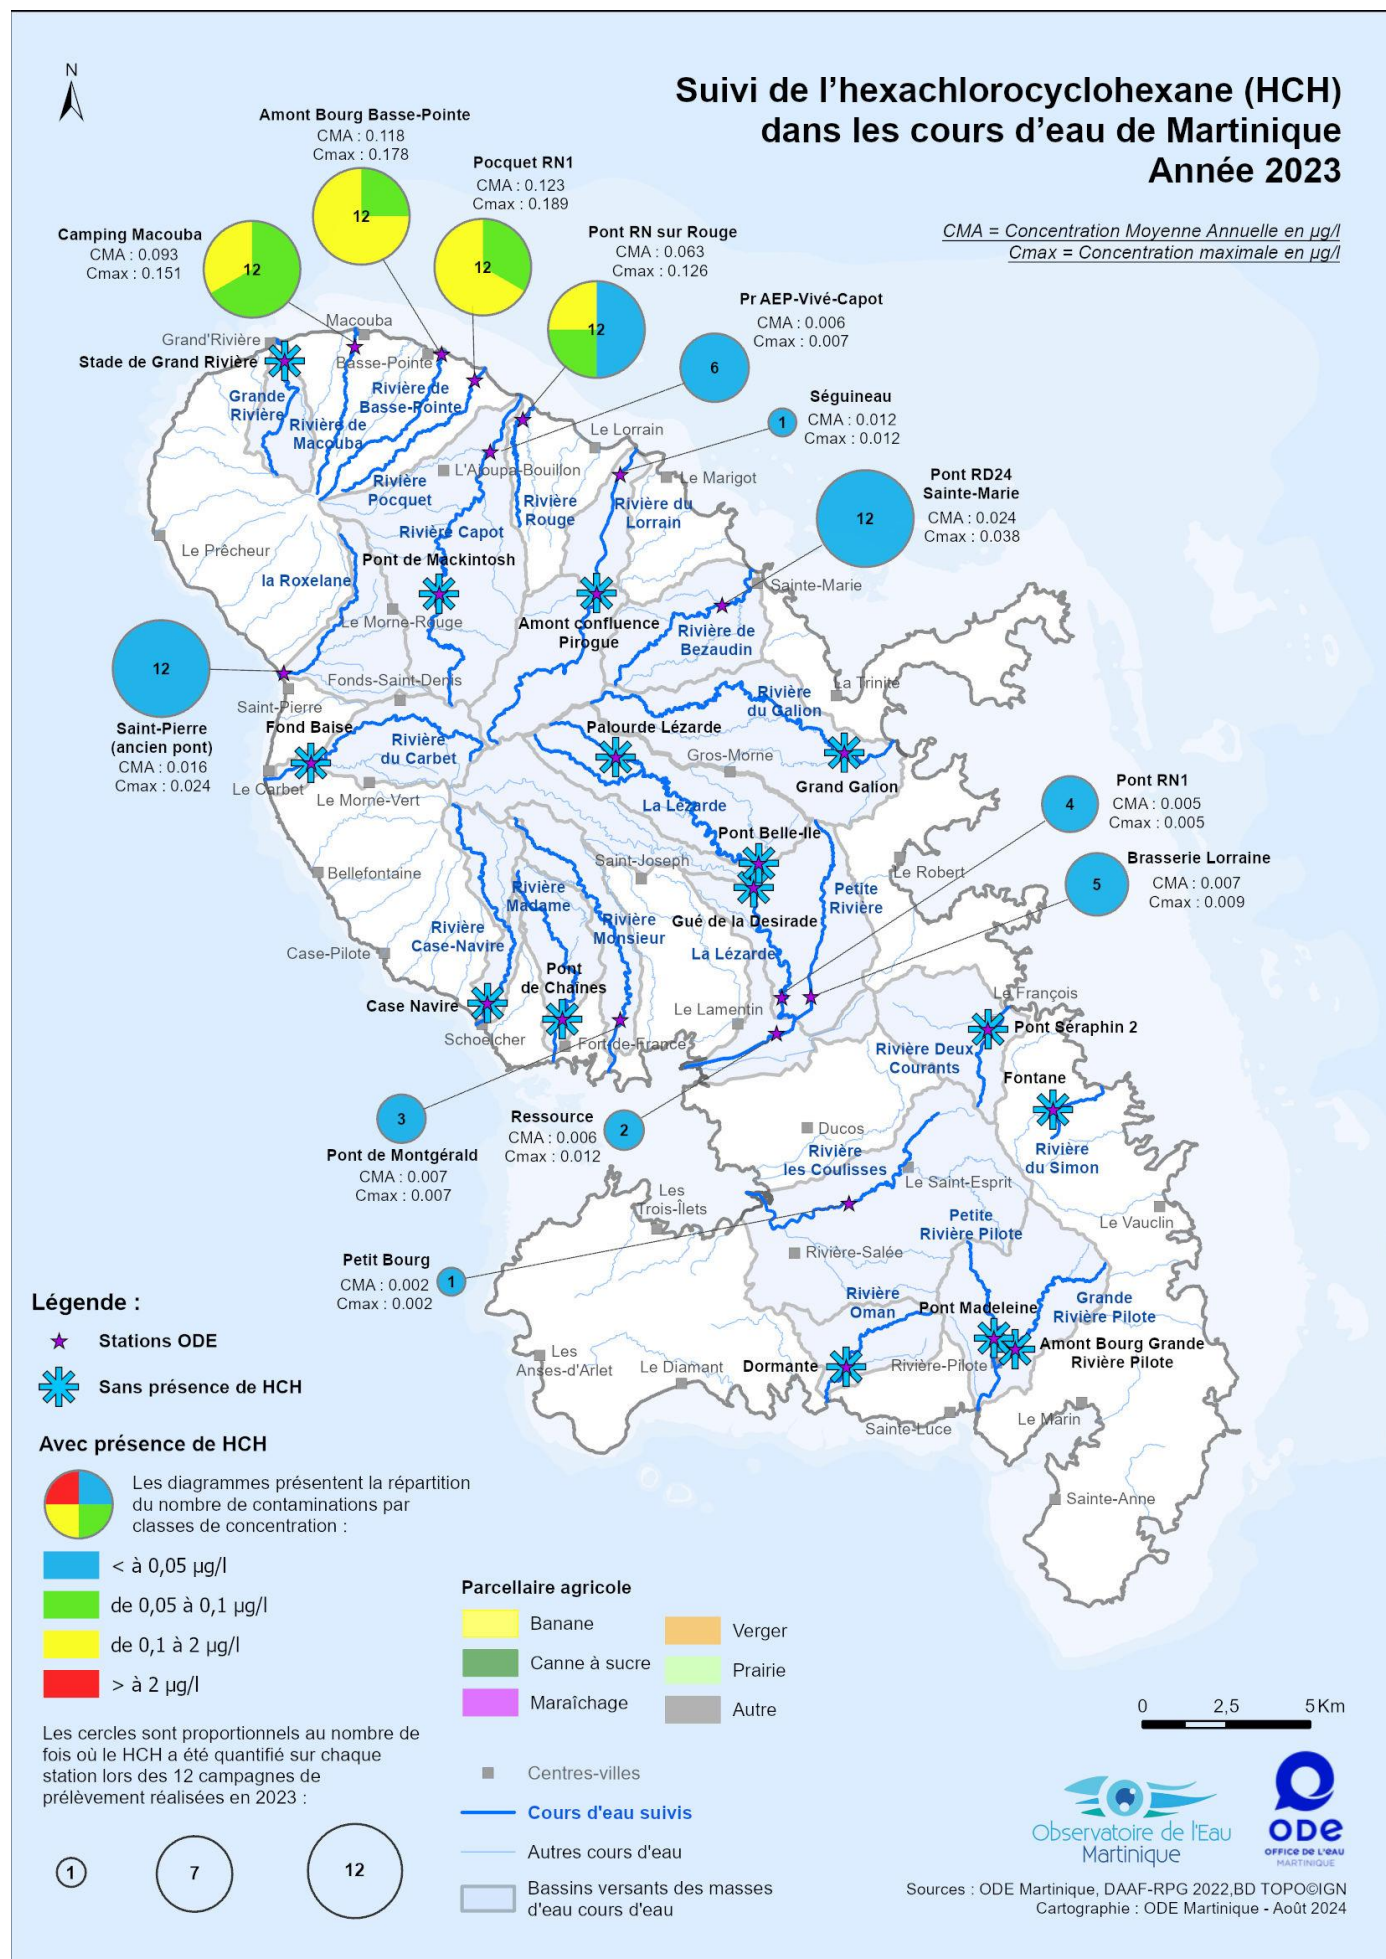 N
Suivi de l'hexachlorocyclohexane (HCH)
dans les cours d'eau de Martinique
Année 2023
CMA = Concentration Moyenne Annuelle en µg/l
Cmax = Concentration maximale en µg/l
Amont Bourg Basse-Pointe
CMA : 0.118
Cmax : 0.178
12
Pocquet RN1
CMA : 0.123
Cmax : 0.189
12
Camping Macouba
CMA : 0.093
Cmax : 0.151
12
Pont RN sur Rouge
CMA : 0.063
Cmax : 0.126
12
Pr AEP-Vivé-Capot
CMA : 0.006
Cmax : 0.007
6
Séguineau
CMA : 0.012
Cmax : 0.012
1
Pont RD24
Sainte-Marie
CMA : 0.024
Cmax : 0.038
12
Macouba
Grand'Rivière
Stade de Grand Rivière
Basse-Pointe
Grande
Rivière
Rivière de
Basse-Pointe
Rivière de
Macouba
Le Lorrain
L'Ajoupa-Bouillon
Le Marigot
Rivière
Pocquet
Rivière
Rouge
Rivière du
Lorrain
Rivière Capot
Le Prêcheur
Pont de Mackintosh
la Roxelane
Sainte-Marie
Le Morne-Rouge
Amont confluence
Pirogue
Rivière de
Bezaudin
12
Saint-Pierre
(ancien pont)
CMA : 0.016
Cmax : 0.024
Fonds-Saint-Denis
Saint-Pierre
La Trinité
Rivière
du Galion
Fond Baise
Rivière
du Carbet
Palourde Lézarde
Gros-Morne
Grand Galion
Le Carbet
Le Morne-Vert
La Lézarde
Pont RN1
CMA : 0.005
Cmax : 0.005
4
Pont Belle-Ile
Saint-Joseph
Bellefontaine
Le Robert
Brasserie Lorraine
CMA : 0.007
Cmax : 0.009
5
Rivière
Madame
Petite
Rivière
Rivière
Case-Navire
Rivière
Monsieur
Gué de la Desirade
Case-Pilote
La Lézarde
Pont
de Chaines
Case Navire
Le Lamentin
Le François
Schoelcher
Fort-de-France
Pont Séraphin 2
Rivière Deux
Courants
Fontane
3
Pont de Montgérald
CMA : 0.007
Cmax : 0.007
Ressource
CMA : 0.006
Cmax : 0.012
2
Ducos
Rivière
les Coulisses
Rivière
du Simon
Le Saint-Esprit
Les
Trois-Îlets
Petite
Rivière Pilote
Le Vauclin
Rivière-Salée
Petit Bourg
CMA : 0.002
Cmax : 0.002
1
Rivière
Oman
Pont Madeleine
Grande
Rivière Pilote
Amont Bourg Grande
Rivière Pilote
Les
Anses-d'Arlet
Le Diamant
Dormante
Rivière-Pilote
Sainte-Luce
Le Marin
Sainte-Anne
Légende :
Stations ODE
Sans présence de HCH
Avec présence de HCH
Les diagrammes présentent la répartition
du nombre de contaminations par
classes de concentration :
< à 0,05 µg/l
de 0,05 à 0,1 µg/l
de 0,1 à 2 µg/l
> à 2 µg/l
Les cercles sont proportionnels au nombre de
fois où le HCH a été quantifié sur chaque
station lors des 12 campagnes de
prélèvement réalisées en 2023 :
1
7
12
Parcellaire agricole
Banane
Canne à sucre
Maraîchage
Verger
Prairie
Autre
Centres-villes
Cours d'eau suivis
Autres cours d'eau
Bassins versants des masses
d'eau cours d'eau
0 2,5 5 Km
Observatoire de l'Eau
Martinique
ODE
OFFICE DE L'EAU
MARTINIQUE
Sources : ODE Martinique, DAAF-RPG 2022,BD TOPO©IGN
Cartographie : ODE Martinique - Août 2024